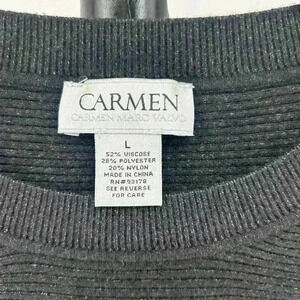 CARMEN
CARMEN MARC VALVO
L
52% VISCOSE
28% POLYESTER
20% NYLON
MADE IN CHINA
RN#93178
SEE REVERSE
FOR CARE